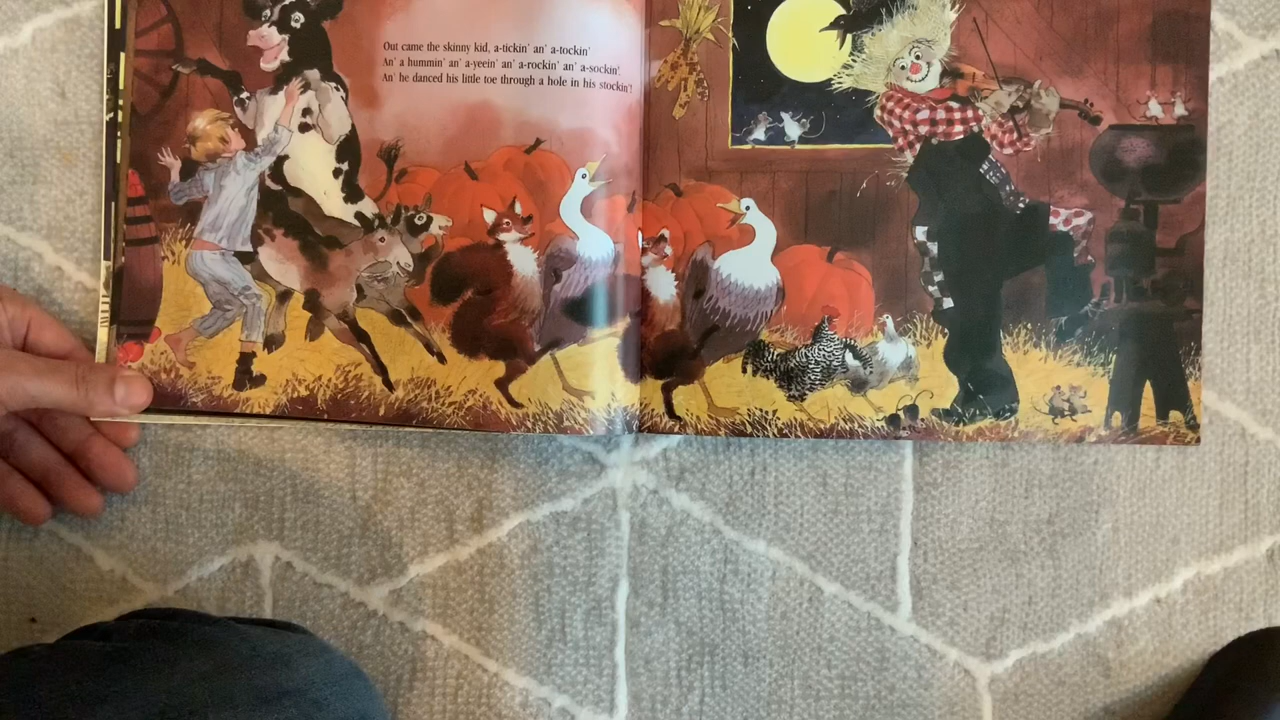 Out came the skinny kid, a-tickin' an' a-tockin'
An' a hummin' an' a-yeein' an' a-rockin' an' a-sockin'.
An' he danced his little toe through a hole in his stockin'!